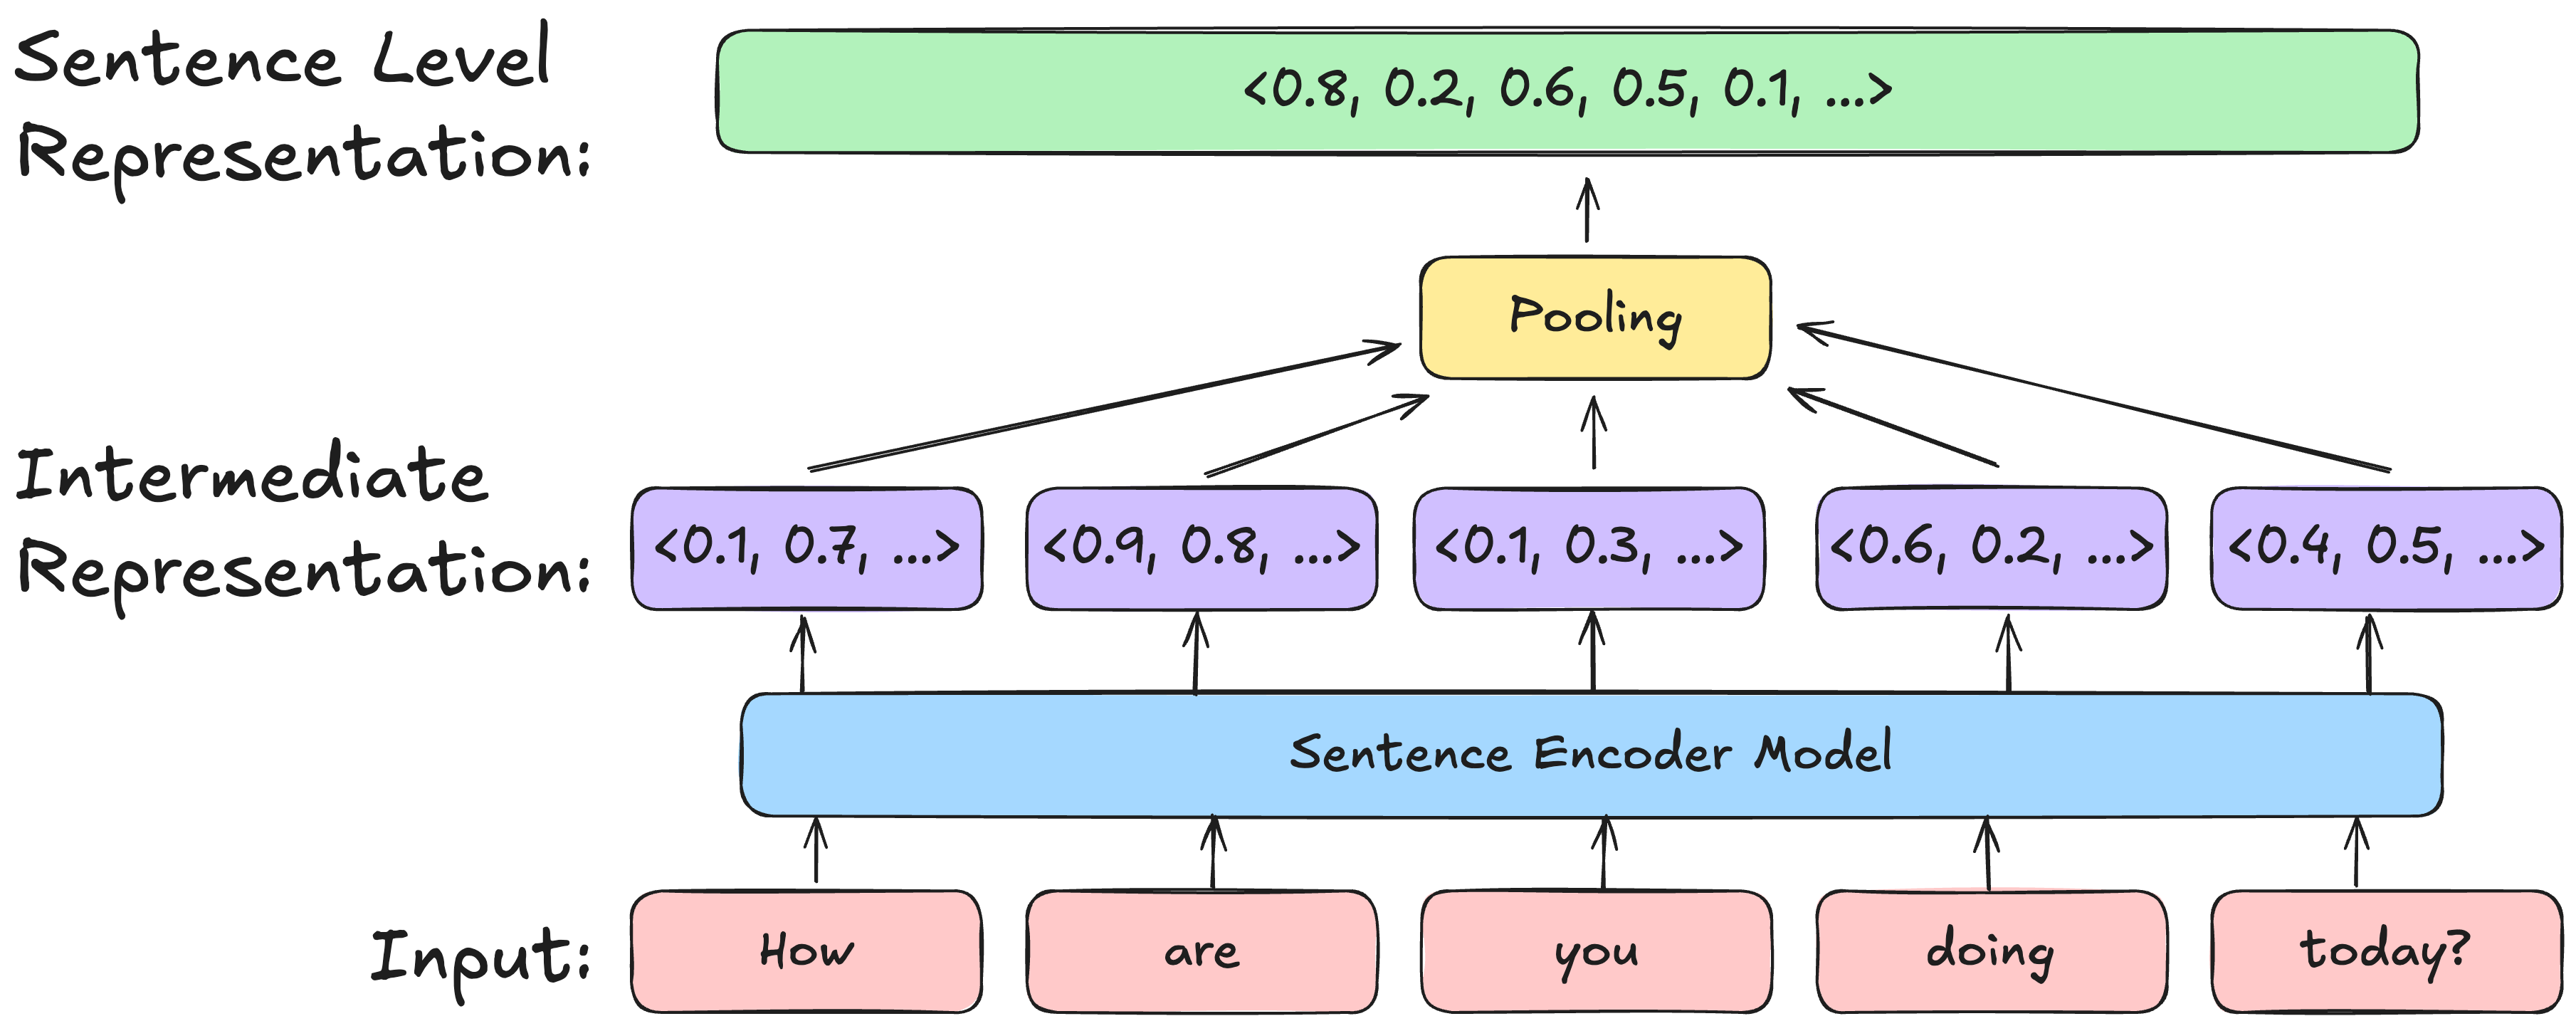 Sentence Level
Representation:
<0.8, 0.2, 0.6, 0.5, 0.1, ...>
Pooling
Intermediate
Representation:
<0.1, 0.7, ...>
<0.9, 0.8, ...>
<0.1, 0.3, ...>
<0.6, 0.2, ...>
<0.4, 0.5, ...>
Sentence Encoder Model
Input:
How
are
you
doing
today?